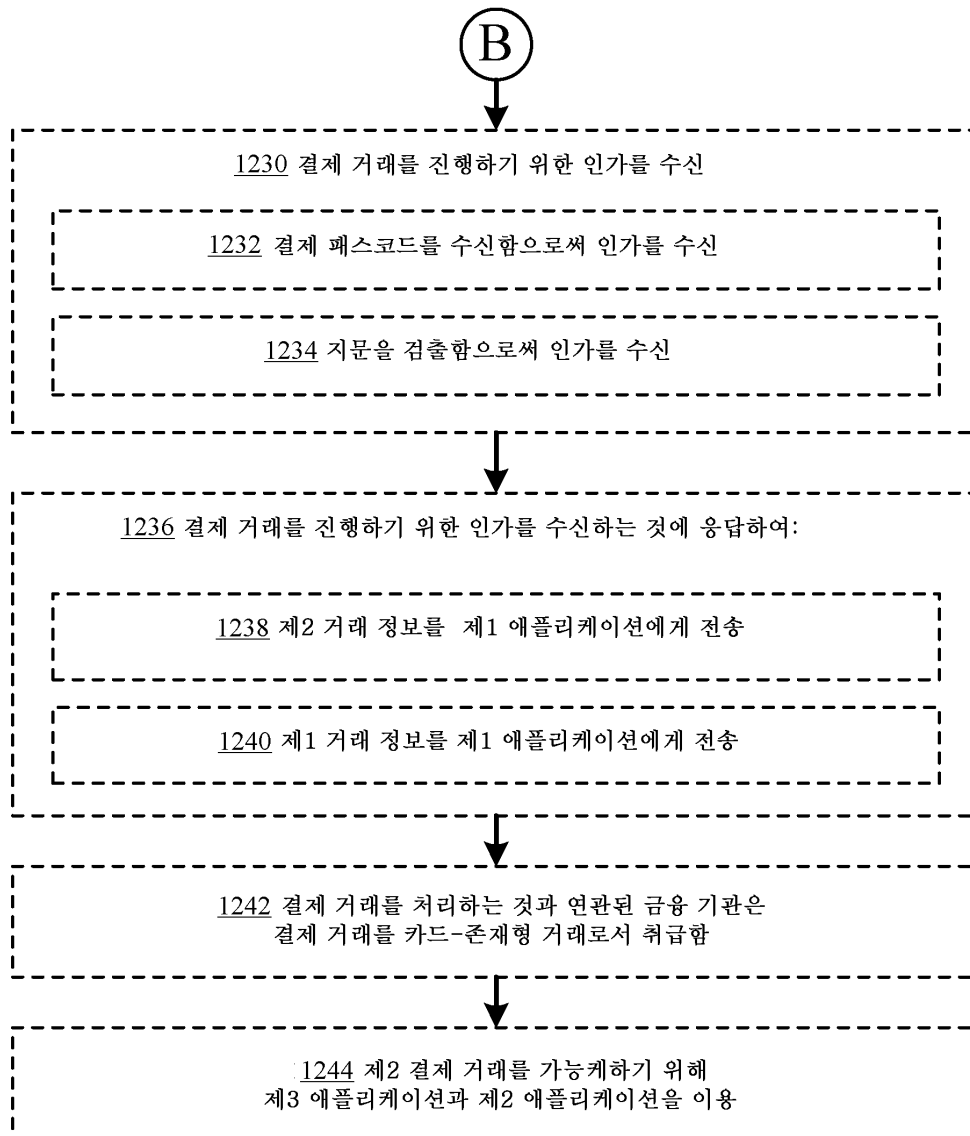 B
1230 결제 거래를 진행하기 위한 인가를 수신
1232 결제 패스코드를 수신함으로써 인가를 수신
1234 지문을 검출함으로써 인가를 수신
1236 결제 거래를 진행하기 위한 인가를 수신하는 것에 응답하여:
1238 제2 거래 정보를 제1 애플리케이션에게 전송
1240 제1 거래 정보를 제1 애플리케이션에게 전송
1242 결제 거래를 처리하는 것과 연관된 금융 기관은
결제 거래를 카드-존재형 거래로서 취급함
1244 제2 결제 거래를 가능케하기 위해
제3 애플리케이션과 제2 애플리케이션을 이용